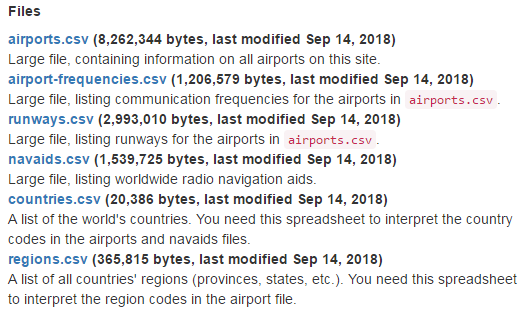 Files
airports.csv (8,262,344 bytes, last modified Sep 14, 2018)
Large file, containing information on all airports on this site.
airport-frequencies.csv (1,206,579 bytes, last modified Sep 14, 2018)
Large file, listing communication frequencies for the airports in airports.csv.
runways.csv (2,993,010 bytes, last modified Sep 14, 2018)
Large file, listing runways for the airports in airports.csv.
navaids.csv (1,539,725 bytes, last modified Sep 14, 2018)
Large file, listing worldwide radio navigation aids.
countries.csv (20,386 bytes, last modified Sep 14, 2018)
A list of the world's countries. You need this spreadsheet to interpret the country
codes in the airports and navaids files.
regions.csv (365,815 bytes, last modified Sep 14, 2018)
A list of all countries' regions (provinces, states, etc.). You need this spreadsheet
to interpret the region codes in the airport file.